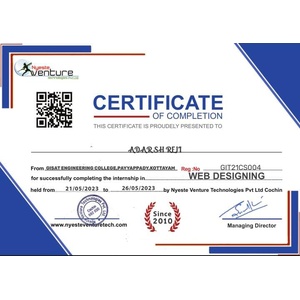 Nyeste
Venture
Technologies Pvt Ltd
CERTIFICATE
OF COMPLETION
THIS CERTIFICATE IS PROUDLY PRESENTED TO
ADARSH REJI
From GISAT ENGINEERING COLLEGE,PAYYAPPADY,KOTTAYAM Reg No GIT21CS004
for successfully completing the internship in WEB DESIGNING
held from 21/05/2023 to 26/05/2023 by Nyeste Venture Technologies Pvt Ltd Cochin
Since
2010
www.nyesteventuretech.com
Managing Director